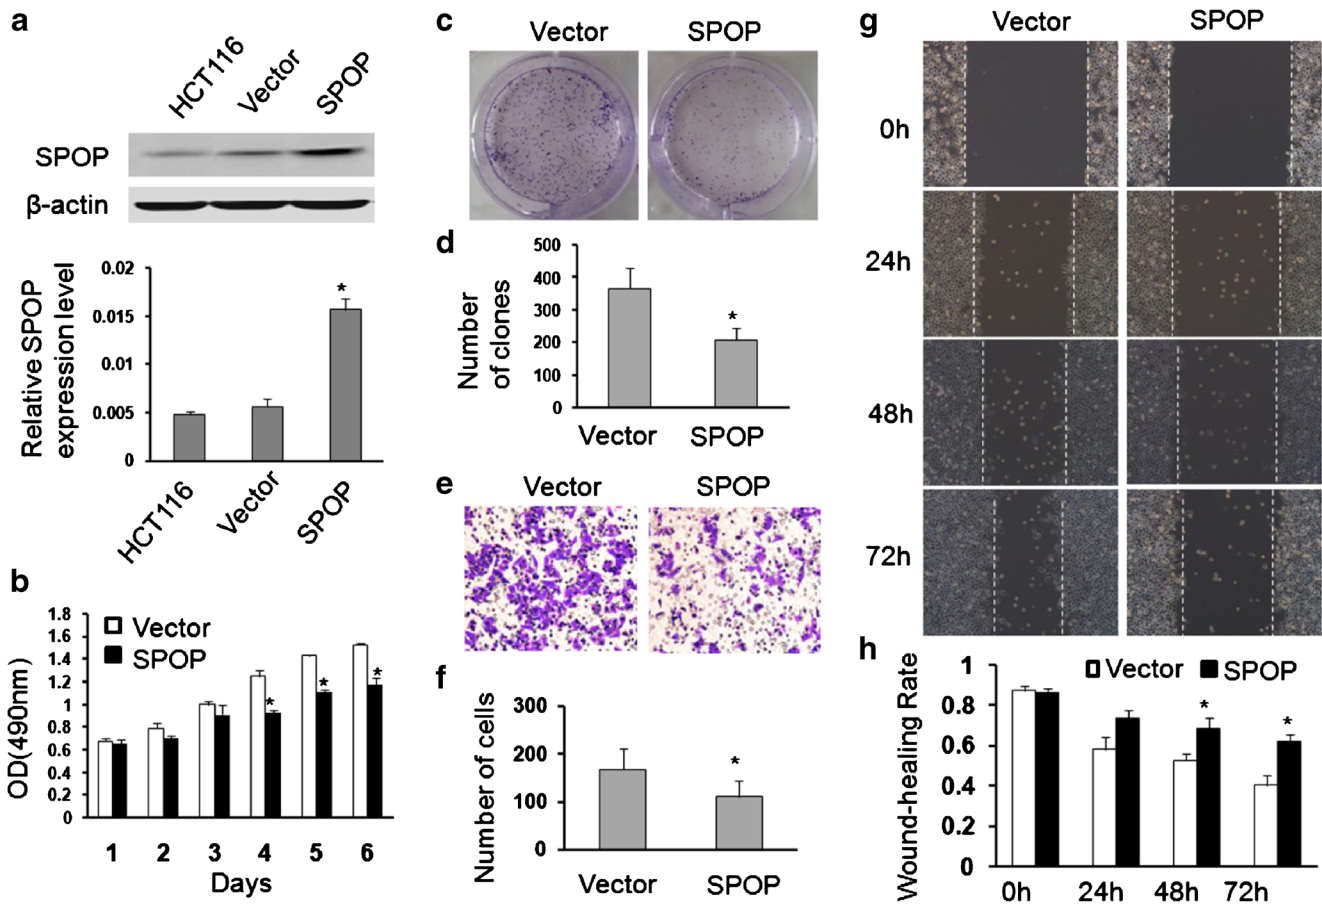 a
HCT116
Vector
SPOP
SPOP
β-actin
Relative SPOP
expression level
0.02
0.015
0.01
0.005
0
*
HCT116
Vector
SPOP
b
OD(490nm)
1.8
1.6
1.4
1.2
1
0.8
0.6
0.4
0.2
0
Vector
SPOP
* * *
1 2 3 4 5 6
Days
c
Vector SPOP
d
Number
of clones
500
400
300
200
100
0
*
Vector SPOP
e
Vector SPOP
f
Number of cells
300
200
100
0
*
Vector SPOP
g
Vector SPOP
0h
24h
48h
72h
h
Wound-healing Rate
1
0.8
0.6
0.4
0.2
0
Vector SPOP
* *
0h 24h 48h 72h